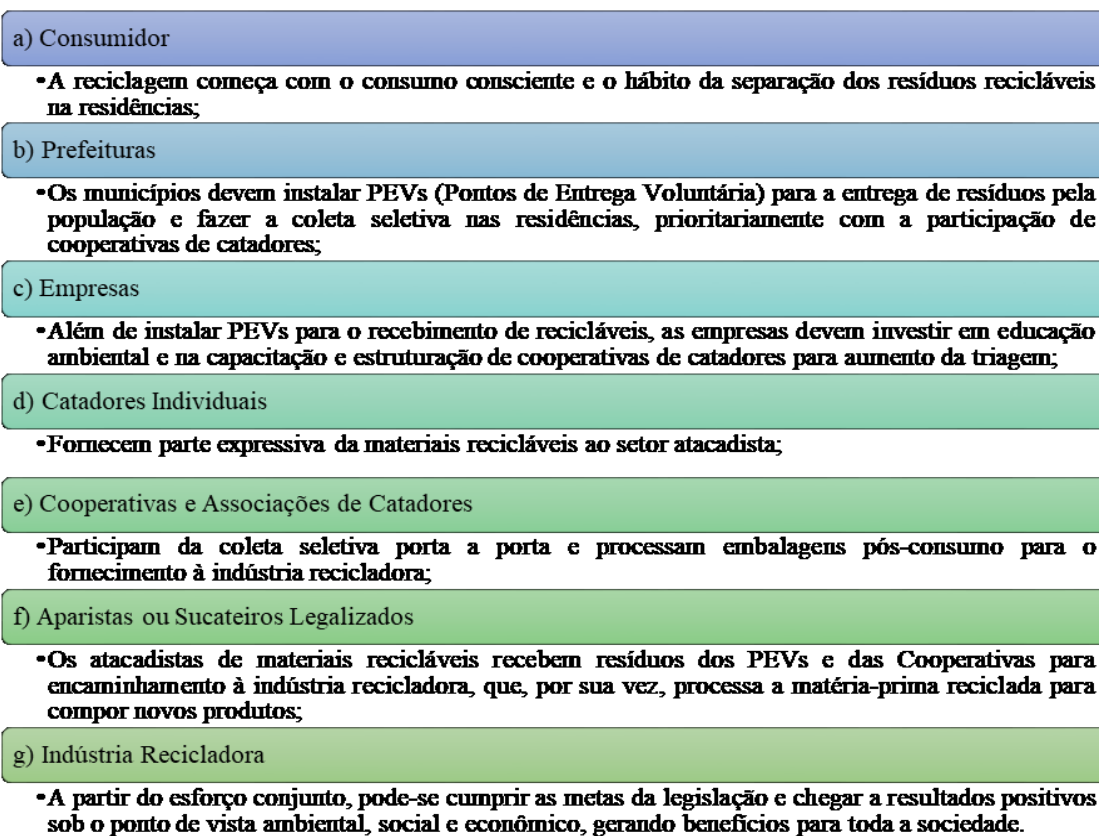 a) Consumidor
•A reciclagem começa com o consumo consciente e o hábito da separação dos resíduos recicláveis
na residências;
b) Prefeituras
•Os municípios devem instalar PEVs (Pontos de Entrega Voluntária) para a entrega de resíduos pela
população e fazer a coleta seletiva nas residências, prioritariamente com a participação de
cooperativas de catadores;
c) Empresas
•Além de instalar PEVs para o recebimento de recicláveis, as empresas devem investir em educação
ambiental e na capacitação e estruturação de cooperativas de catadores para aumento da triagem;
d) Catadores Individuais
•Fornecem parte expressiva da materiais recicláveis ao setor atacadista;
e) Cooperativas e Associações de Catadores
•Participam da coleta seletiva porta a porta e processam embalagens pós-consumo para o
fornecimento à indústria recicladora;
f) Aparistas ou Sucateiros Legalizados
•Os atacadistas de materiais recicláveis recebem resíduos dos PEVs e das Cooperativas para
encaminhamento à indústria recicladora, que, por sua vez, processa a matéria-prima reciclada para
compor novos produtos;
g) Indústria Recicladora
•A partir do esforço conjunto, pode-se cumprir as metas da legislação e chegar a resultados positivos
sob o ponto de vista ambiental, social e econômico, gerando benefícios para toda a sociedade.